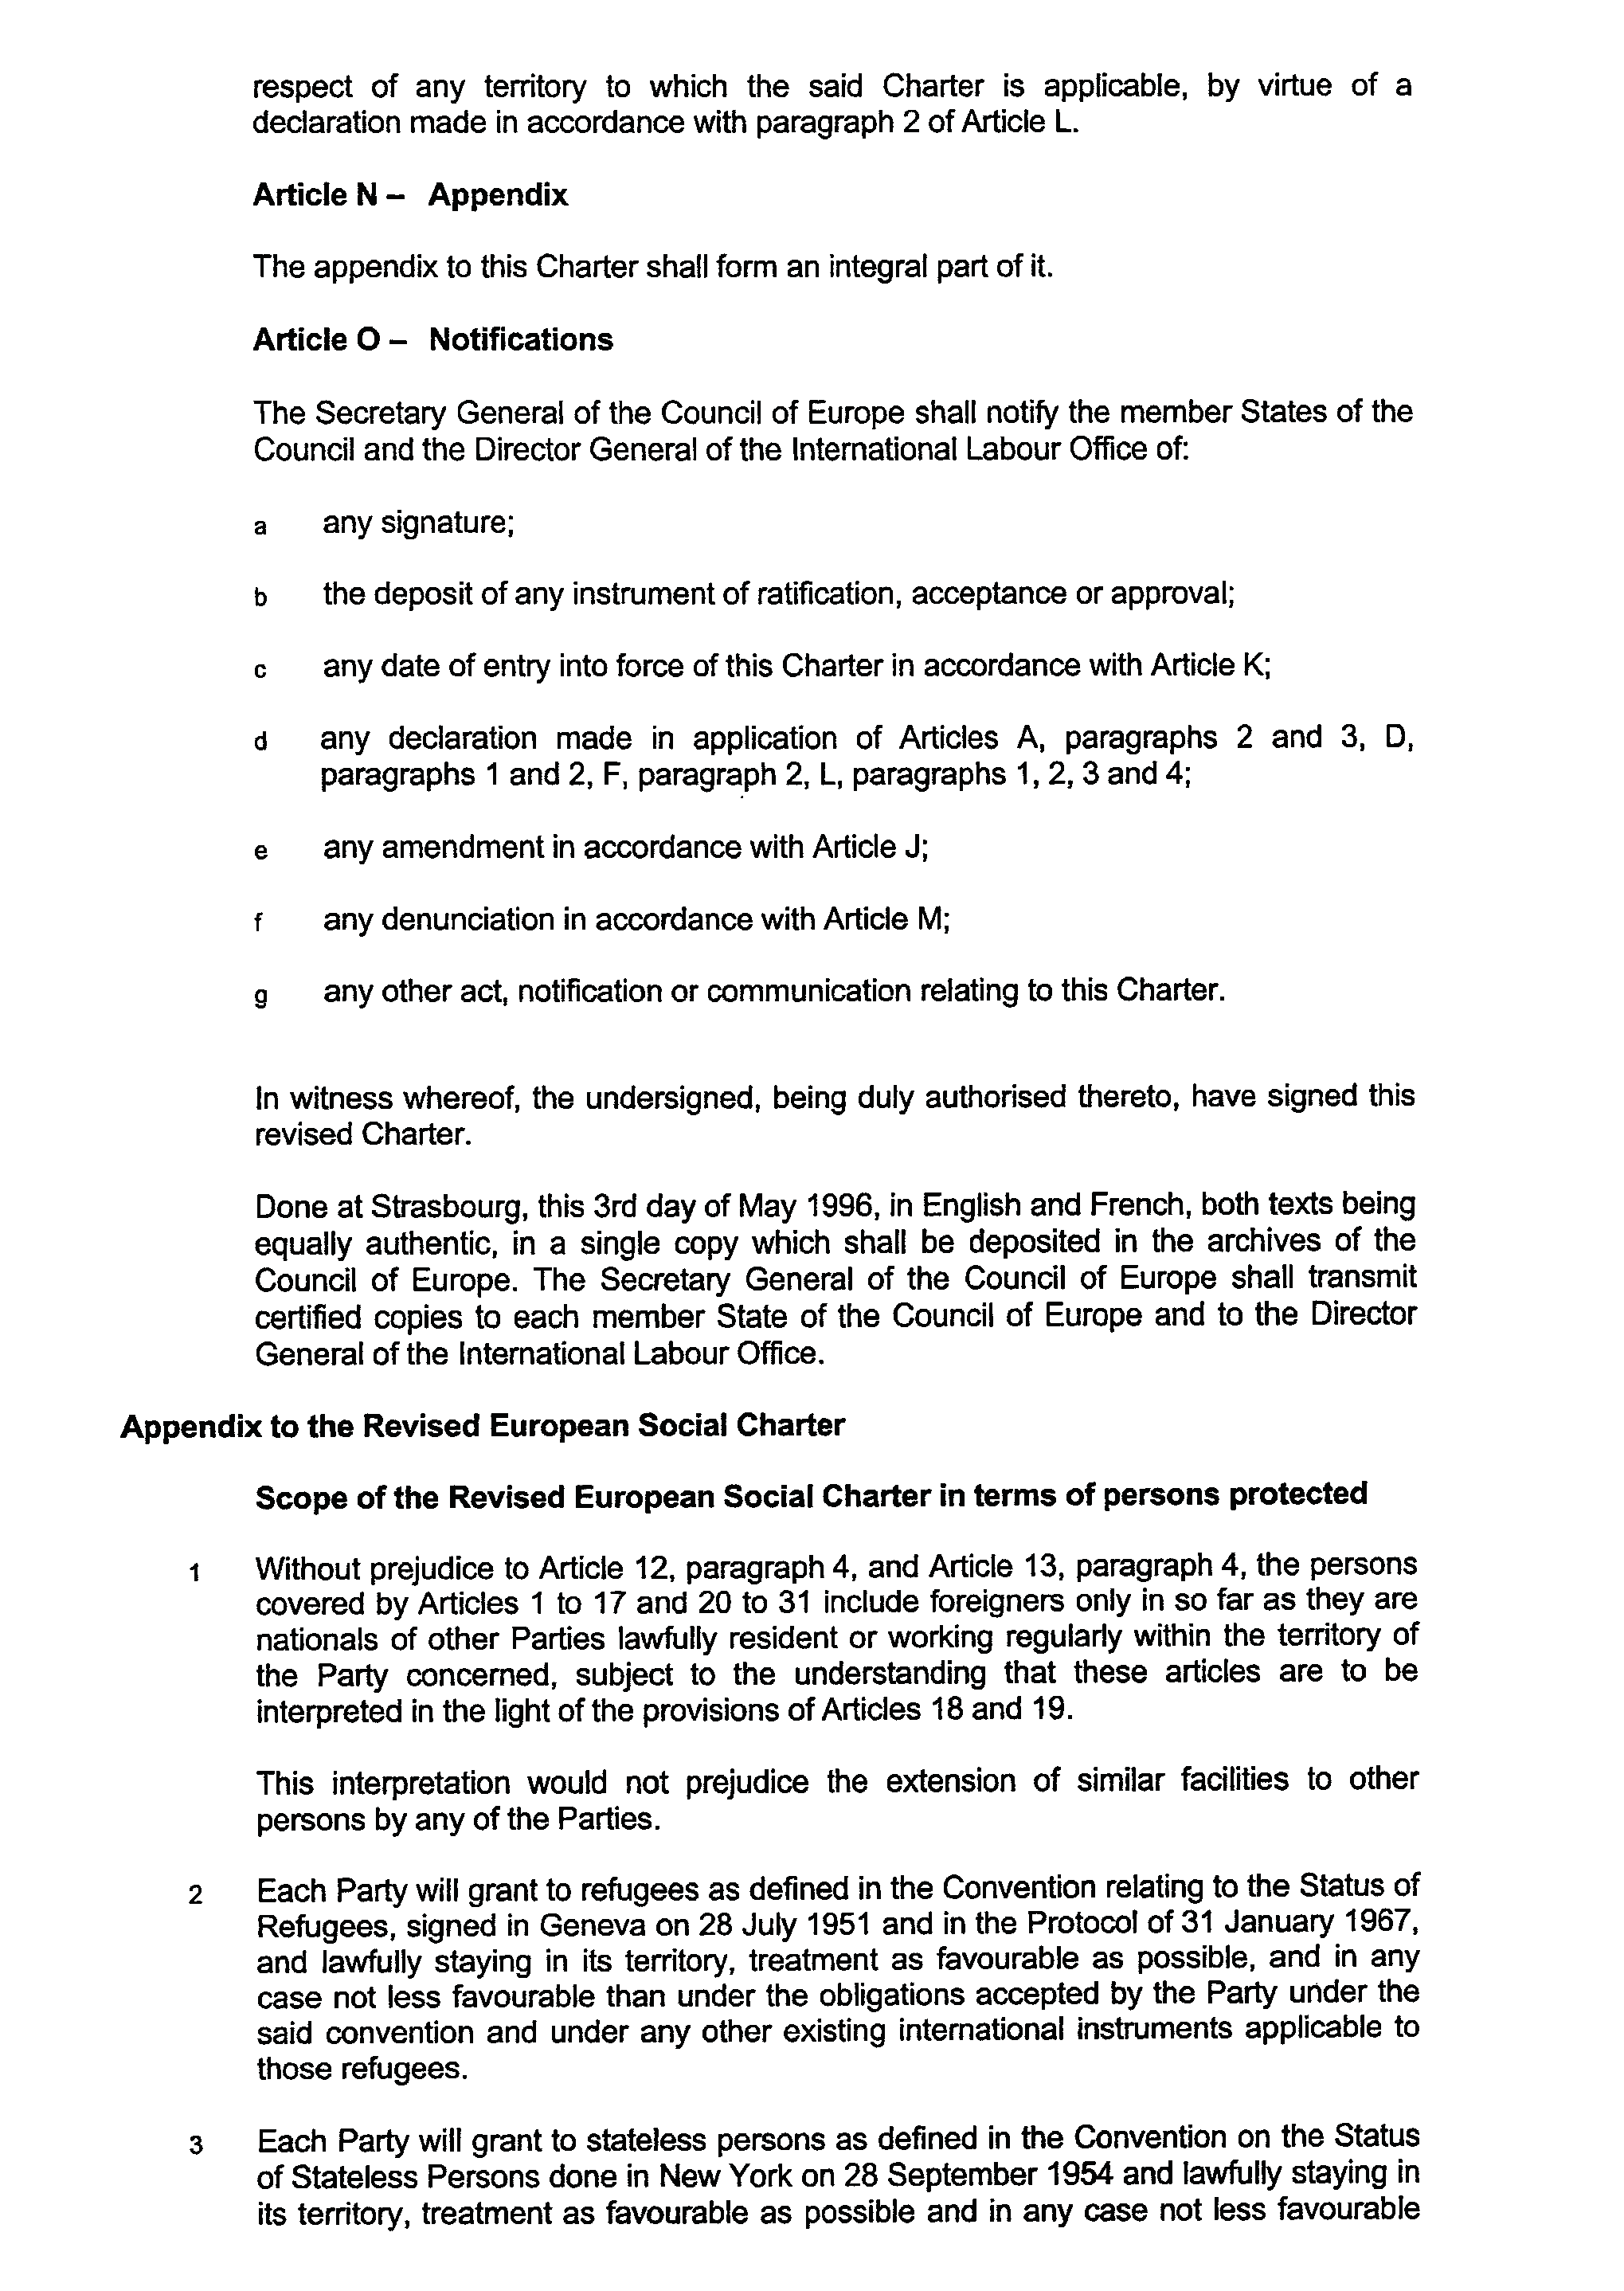 respect of any territory to which the said Charter is applicable, by virtue of a
declaration made in accordance with paragraph 2 of Article L.
Article N – Appendix
The appendix to this Charter shall form an integral part of it.
Article O – Notifications
The Secretary General of the Council of Europe shall notify the member States of the
Council and the Director General of the International Labour Office of:
a any signature;
b the deposit of any instrument of ratification, acceptance or approval;
c any date of entry into force of this Charter in accordance with Article K;
d any declaration made in application of Articles A, paragraphs 2 and 3, D,
paragraphs 1 and 2, F, paragraph 2, L, paragraphs 1, 2, 3 and 4;
e any amendment in accordance with Article J;
f any denunciation in accordance with Article M;
g any other act, notification or communication relating to this Charter.
In witness whereof, the undersigned, being duly authorised thereto, have signed this
revised Charter.
Done at Strasbourg, this 3rd day of May 1996, in English and French, both texts being
equally authentic, in a single copy which shall be deposited in the archives of the
Council of Europe. The Secretary General of the Council of Europe shall transmit
certified copies to each member State of the Council of Europe and to the Director
General of the International Labour Office.
Appendix to the Revised European Social Charter
Scope of the Revised European Social Charter in terms of persons protected
1 Without prejudice to Article 12, paragraph 4, and Article 13, paragraph 4, the persons
covered by Articles 1 to 17 and 20 to 31 include foreigners only in so far as they are
nationals of other Parties lawfully resident or working regularly within the territory of
the Party concerned, subject to the understanding that these articles are to be
interpreted in the light of the provisions of Articles 18 and 19.
This interpretation would not prejudice the extension of similar facilities to other
persons by any of the Parties.
2 Each Party will grant to refugees as defined in the Convention relating to the Status of
Refugees, signed in Geneva on 28 July 1951 and in the Protocol of 31 January 1967,
and lawfully staying in its territory, treatment as favourable as possible, and in any
case not less favourable than under the obligations accepted by the Party under the
said convention and under any other existing international instruments applicable to
those refugees.
3 Each Party will grant to stateless persons as defined in the Convention on the Status
of Stateless Persons done in New York on 28 September 1954 and lawfully staying in
its territory, treatment as favourable as possible and in any case not less favourable